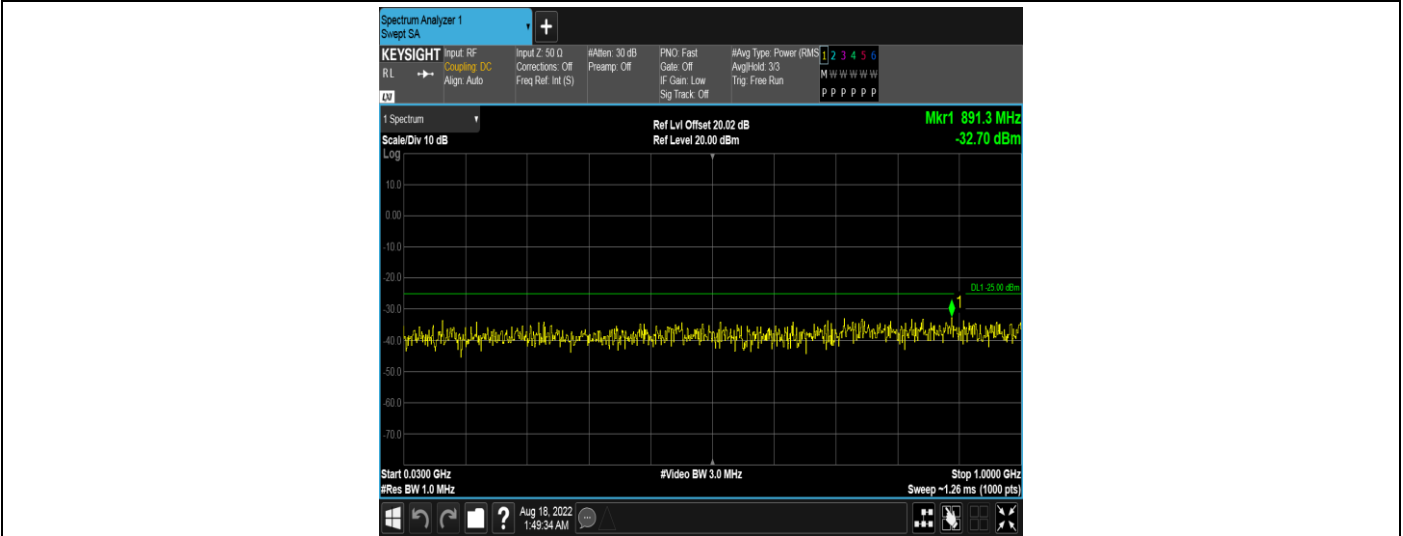 Spectrum Analyzer 1
Swept SA
+
KEYSIGHT
RL
LXI
Input: RF
Coupling: DC
Align: Auto
Input Z: 50 Ω
Corrections: Off
Freq Ref: Int (S)
#Atten: 30 dB
Preamp: Off
PNO: Fast
Gate: Off
IF Gain: Low
Sig Track: Off
#Avg Type: Power (RMS
Avg|Hold: 3/3
Trig: Free Run
1 2 3 4 5 6
M W W W W W
P P P P P P
1 Spectrum
Scale/Div 10 dB
Ref Lvl Offset 20.02 dB
Ref Level 20.00 dBm
Mkr1 891.3 MHz
-32.70 dBm
Log
10.0
0.00
-10.0
-20.0
DL1 -25.00 dBm
1
-30.0
-40.0
-50.0
-60.0
-70.0
Start 0.0300 GHz
#Video BW 3.0 MHz
Stop 1.0000 GHz
#Res BW 1.0 MHz
Sweep ~1.26 ms (1000 pts)
?
Aug 18, 2022
1:49:34 AM